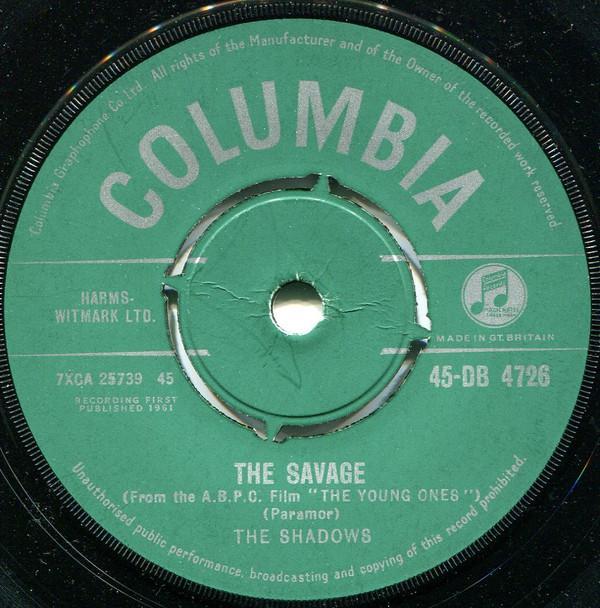 Columbia Graphophone Co. Ltd. All rights of the Manufacturer and of the Owner of the recorded work reserved.
COLUMBIA
HARMS-
WITMARK LTD.
MADE IN GT. BRITAIN
7XCA 25739 45
45-DB 4726
RECORDING FIRST
PUBLISHED 1961
THE SAVAGE
(From the A.B.P.C. Film "THE YOUNG ONES")
(Paramor)
THE SHADOWS
Unauthorised public performance, broadcasting and copying of this record prohibited.